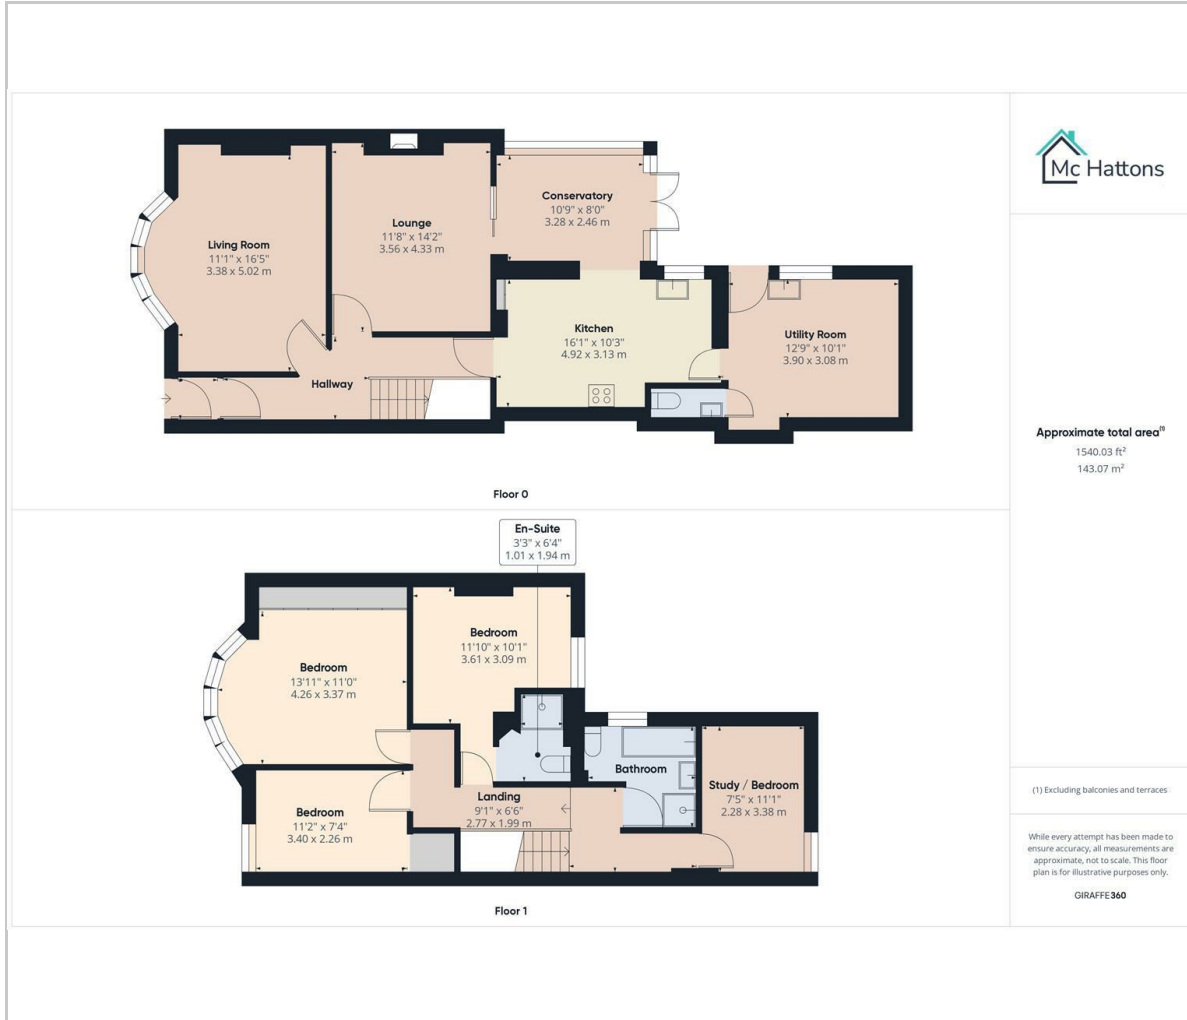 Mc Hattons
Living Room
11'1" x 16'5"
3.38 x 5.02 m
Lounge
11'8" x 14'2"
3.56 x 4.33 m
Conservatory
10'9" x 8'0"
3.28 x 2.46 m
Kitchen
16'1" x 10'3"
4.92 x 3.13 m
Utility Room
12'9" x 10'1"
3.90 x 3.08 m
Hallway
Floor 0
Approximate total area(1)
1540.03 ft²
143.07 m²
En-Suite
3'3" x 6'4"
1.01 x 1.94 m
Bedroom
11'10" x 10'1"
3.61 x 3.09 m
Bedroom
13'11" x 11'0"
4.26 x 3.37 m
Bathroom
Study / Bedroom
7'5" x 11'1"
2.28 x 3.38 m
Landing
9'1" x 6'6"
2.77 x 1.99 m
Bedroom
11'2" x 7'4"
3.40 x 2.26 m
Floor 1
(1) Excluding balconies and terraces
While every attempt has been made to
ensure accuracy, all measurements are
approximate, not to scale. This floor
plan is for illustrative purposes only.
GIRAFFE360